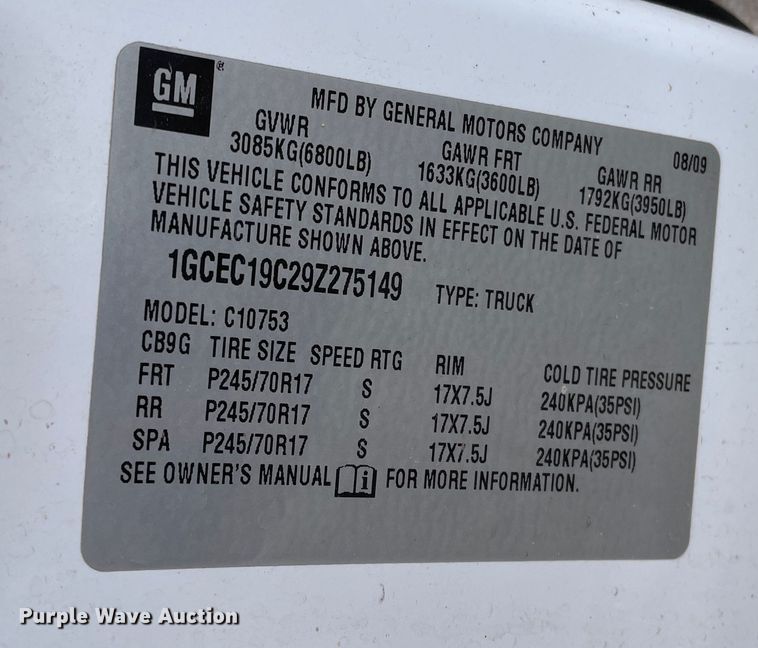 GM®
MFD BY GENERAL MOTORS COMPANY 08/09
GVWR GAWR FRT GAWR RR
3085KG(6800LB) 1633KG(3600LB) 1792KG(3950LB)
THIS VEHICLE CONFORMS TO ALL APPLICABLE U.S. FEDERAL MOTOR
VEHICLE SAFETY STANDARDS IN EFFECT ON THE DATE OF
MANUFACTURE SHOWN ABOVE.
1GCEC19C29Z275149 TYPE: TRUCK
MODEL: C10753
CB9G TIRE SIZE SPEED RTG RIM COLD TIRE PRESSURE
FRT P245/70R17 S 17X7.5J 240KPA(35PSI)
RR P245/70R17 S 17X7.5J 240KPA(35PSI)
SPA P245/70R17 S 17X7.5J 240KPA(35PSI)
SEE OWNER'S MANUAL i FOR MORE INFORMATION.
Purple Wave Auction